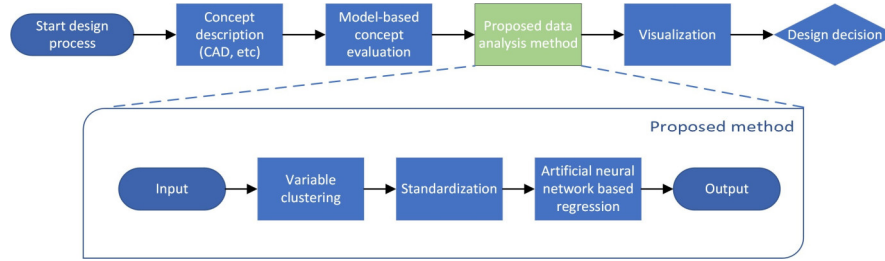 Start design
process
Concept
description
(CAD, etc)
Model-based
concept
evaluation
Proposed data
analysis method
Visualization
Design decision
Proposed method
Input
Variable
clustering
Standardization
Artificial neural
network based
regression
Output